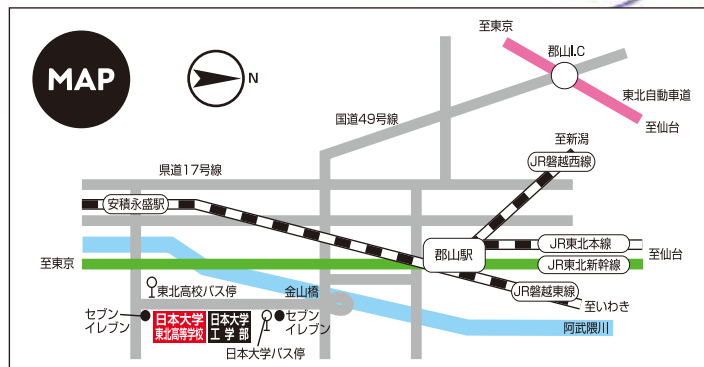 MAP
N
至東京
郡山I.C
東北自動車道
至仙台
国道49号線
至新潟
JR磐越西線
県道17号線
安積永盛駅
郡山駅
JR東北本線
至仙台
JR東北新幹線
至東京
JR磐越東線
至いわき
阿武隈川
東北高校バス停
金山橋
セブン
イレブン
日本大学
東北高等学校
日本大学
工学部
セブン
イレブン
日本大学バス停